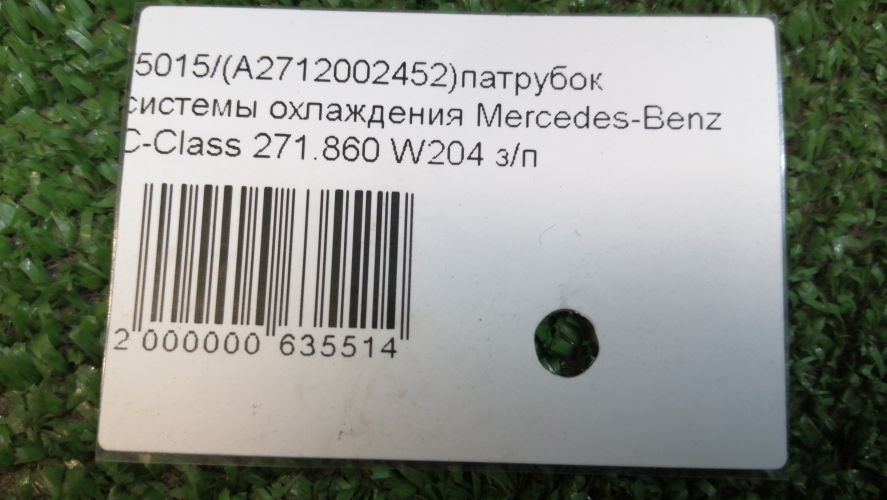 5015/(A2712002452)патрубок
системы охлаждения Mercedes-Benz
C-Class 271.860 W204 з/п
2 000000 635514